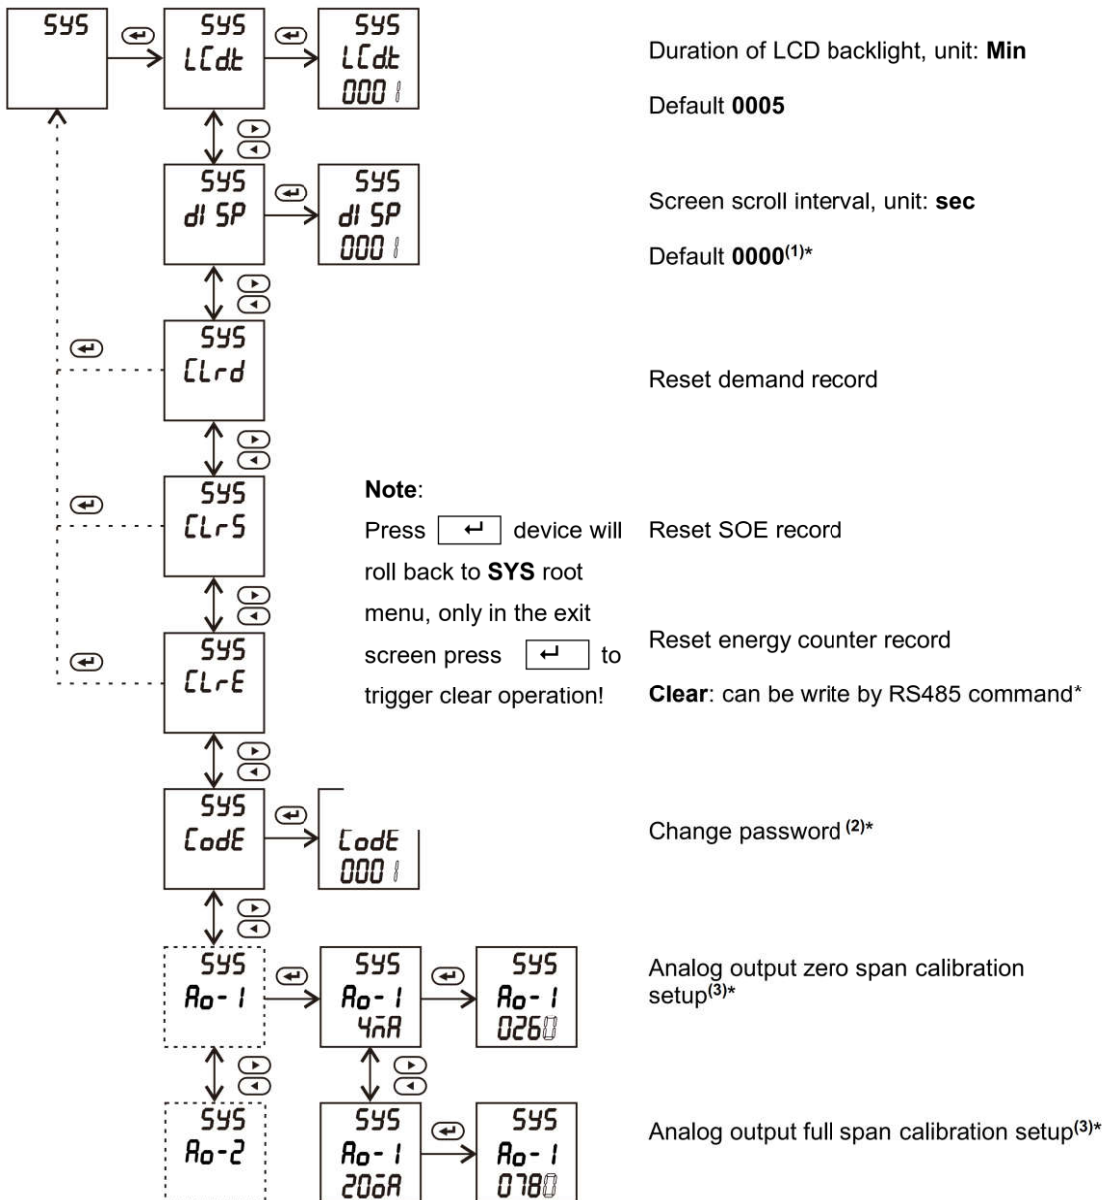 SYS
SYS
LCd.t
SYS
LCd.t
0001
Duration of LCD backlight, unit: Min
Default 0005
SYS
dISP
SYS
dISP
0001
Screen scroll interval, unit: sec
Default 0000(1)*
SYS
CLrd
Reset demand record
SYS
CLrS
Note:
Press ↵ device will
roll back to SYS root
menu, only in the exit
screen press ↵ to
trigger clear operation!
Reset SOE record
SYS
CLrE
Reset energy counter record
Clear: can be write by RS485 command*
SYS
CodE
CodE
0001
Change password (2)*
SYS
Ao-1
SYS
Ao-1
4mA
SYS
Ao-1
0260
Analog output zero span calibration
setup(3)*
SYS
Ao-2
SYS
Ao-1
20mA
SYS
Ao-1
0780
Analog output full span calibration setup(3)*